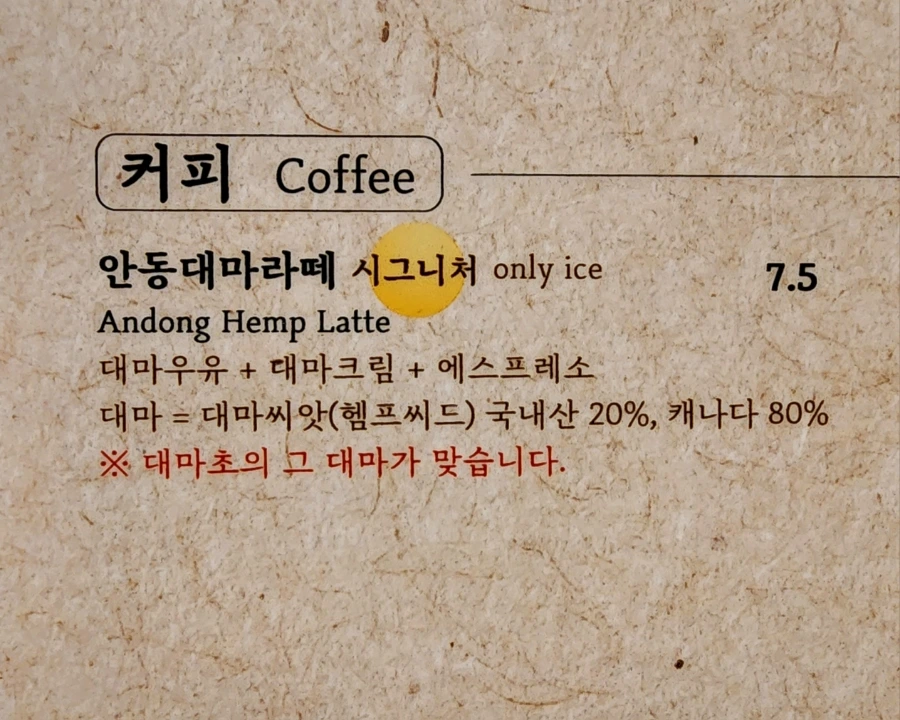 커피 Coffee
안동대마라떼 시그니처 only ice 7.5
Andong Hemp Latte
대마우유 + 대마크림 + 에스프레소
대마 = 대마씨앗(헴프씨드) 국내산 20%, 캐나다 80%
※ 대마초의 그 대마가 맞습니다.